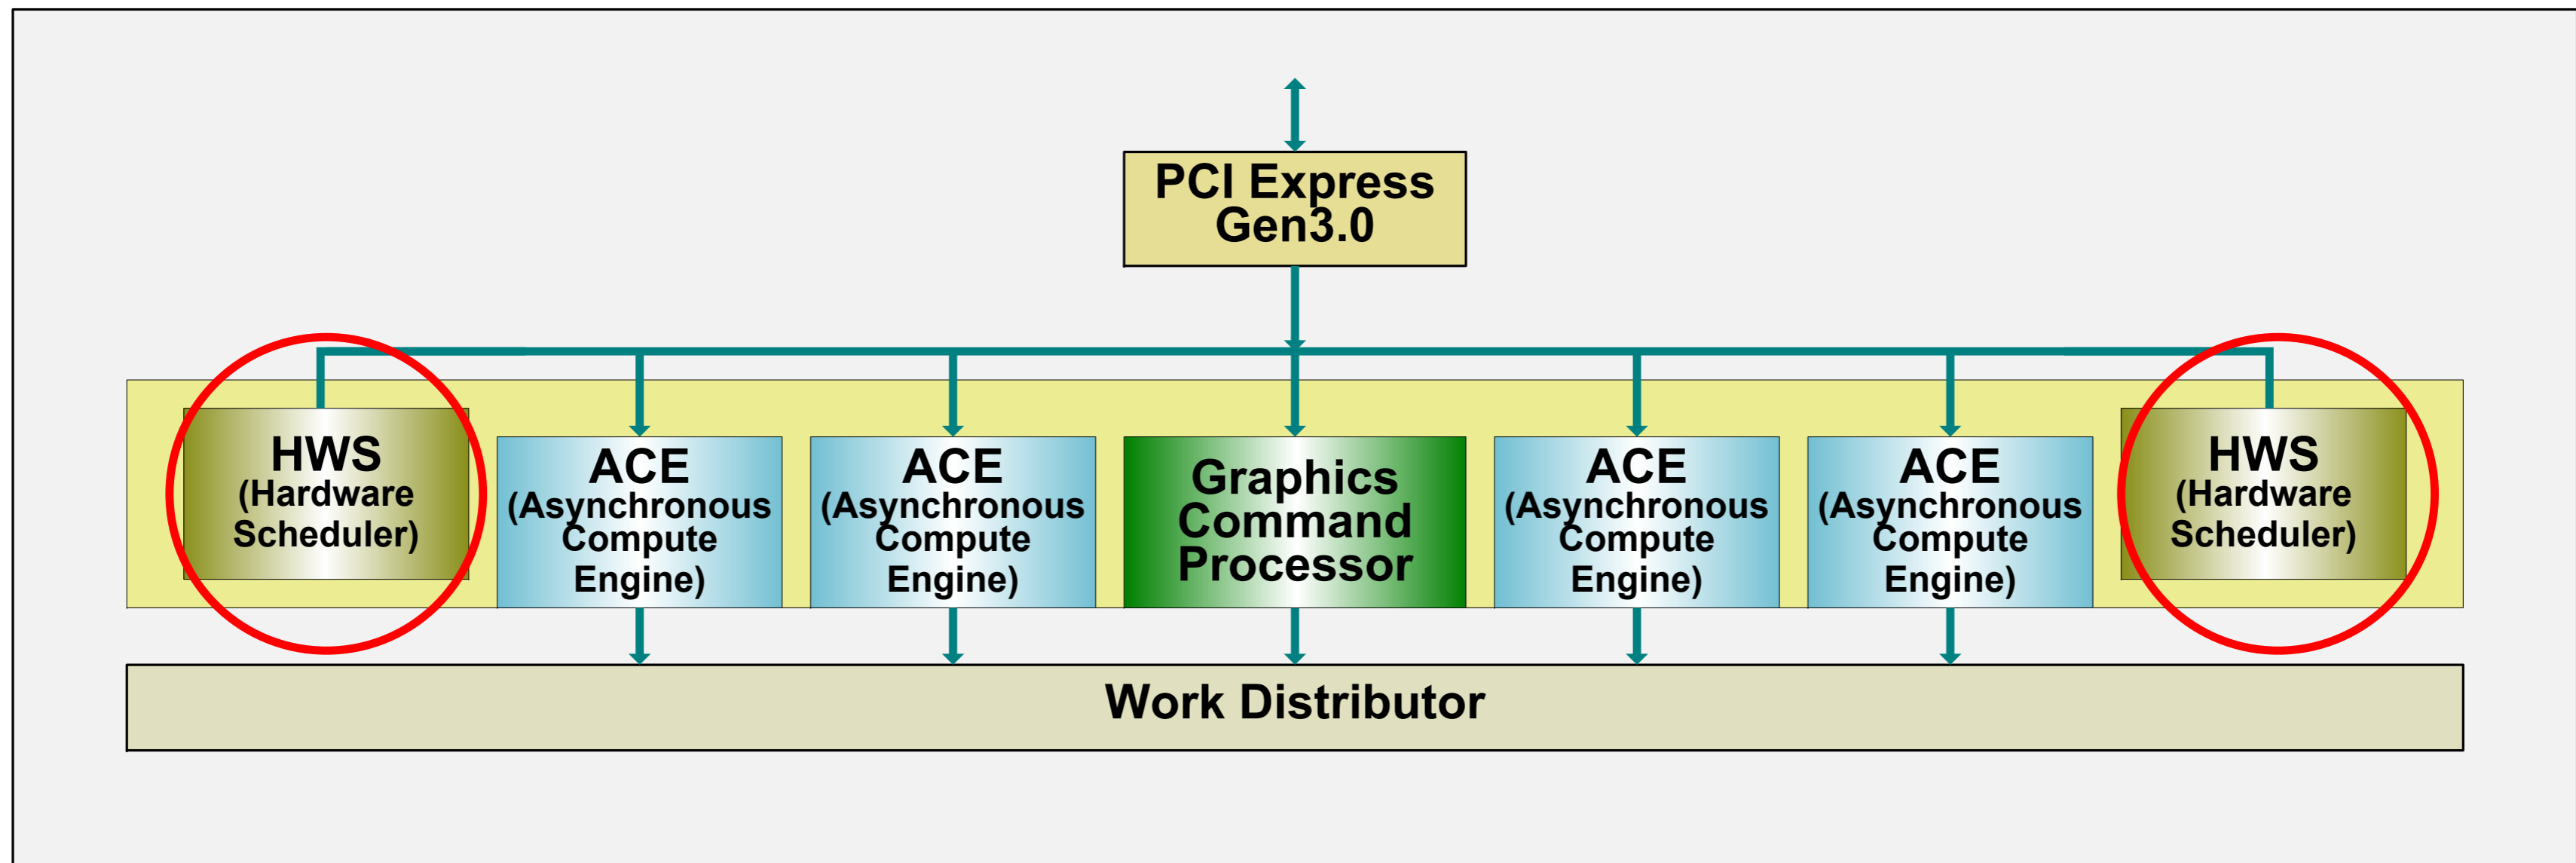 PCI Express
Gen3.0
HWS
(Hardware
Scheduler)
ACE
(Asynchronous
Compute
Engine)
ACE
(Asynchronous
Compute
Engine)
Graphics
Command
Processor
ACE
(Asynchronous
Compute
Engine)
ACE
(Asynchronous
Compute
Engine)
HWS
(Hardware
Scheduler)
Work Distributor